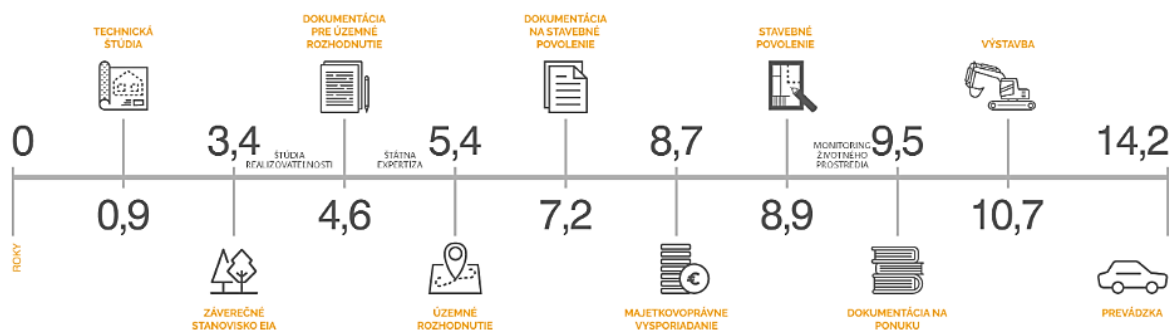 TECHNICKÁ
ŠTÚDIA
DOKUMENTÁCIA
PRE ÚZEMNÉ
ROZHODNUTIE
DOKUMENTÁCIA
NA STAVEBNÉ
POVOLENIE
STAVEBNÉ
POVOLENIE
VÝSTAVBA
0
3,4
ŠTÚDIA
REALIZOVATEĽNOSTI
ŠTÁTNA
EXPERTÍZA
5,4
8,7
MONITORING
ŽIVOTNÉHO
PROSTREDIA
9,5
14,2
0,9
4,6
7,2
8,9
10,7
ROKY
€
ZÁVEREČNÉ
STANOVISKO EIA
ÚZEMNÉ
ROZHODNUTIE
MAJETKOVOPRÁVNE
VYSPORIADANIE
DOKUMENTÁCIA NA
PONUKU
PREVÁDZKA